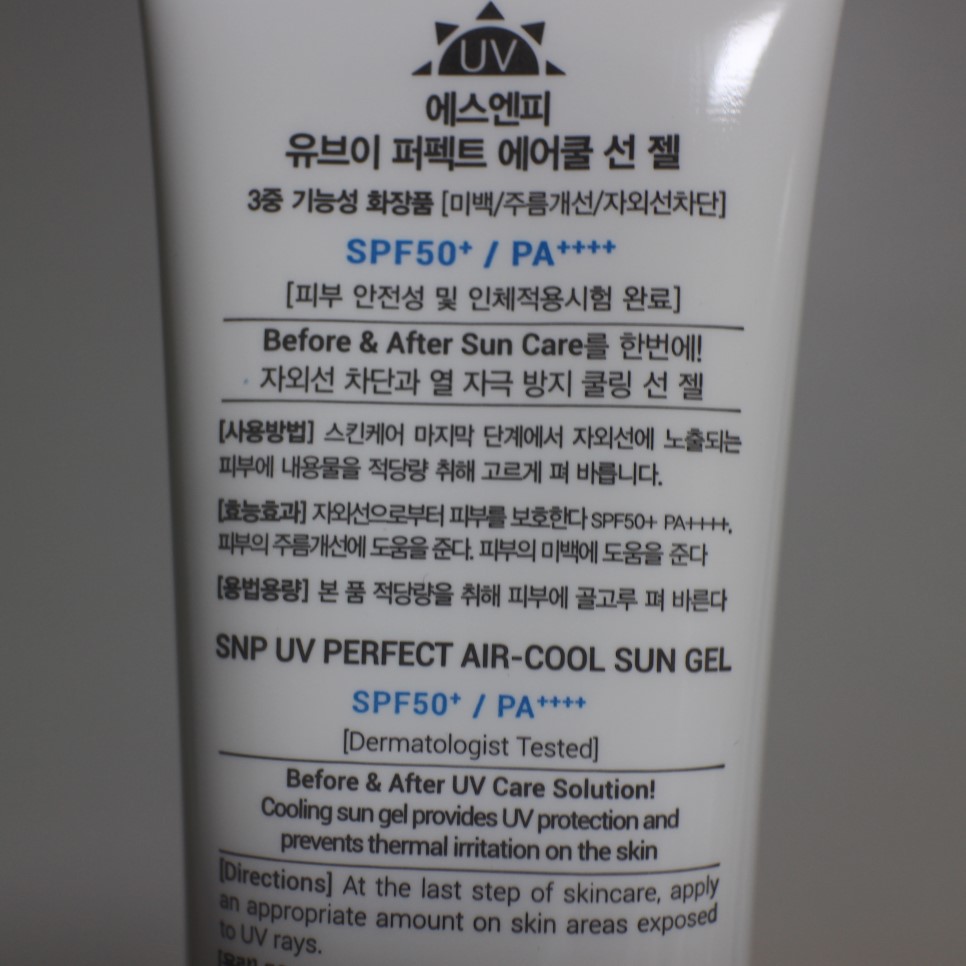 UV
에스엔피
유브이 퍼펙트 에어쿨 선 젤
3중 기능성 화장품 [미백/주름개선/자외선차단]
SPF50+ / PA++++
[피부 안전성 및 인체적용시험 완료]
Before & After Sun Care를 한번에!
자외선 차단과 열 자극 방지 쿨링 선 젤
[사용방법] 스킨케어 마지막 단계에서 자외선에 노출되는
피부에 내용물을 적당량 취해 고르게 펴 바릅니다.
[효능효과] 자외선으로부터 피부를 보호한다 SPF50+ PA++++.
피부의 주름개선에 도움을 준다. 피부의 미백에 도움을 준다
[용법용량] 본 품 적당량을 취해 피부에 골고루 펴 바른다
SNP UV PERFECT AIR-COOL SUN GEL
SPF50+ / PA++++
[Dermatologist Tested]
Before & After UV Care Solution!
Cooling sun gel provides UV protection and
prevents thermal irritation on the skin
[Directions] At the last step of skincare, apply
an appropriate amount on skin areas exposed
to UV rays.